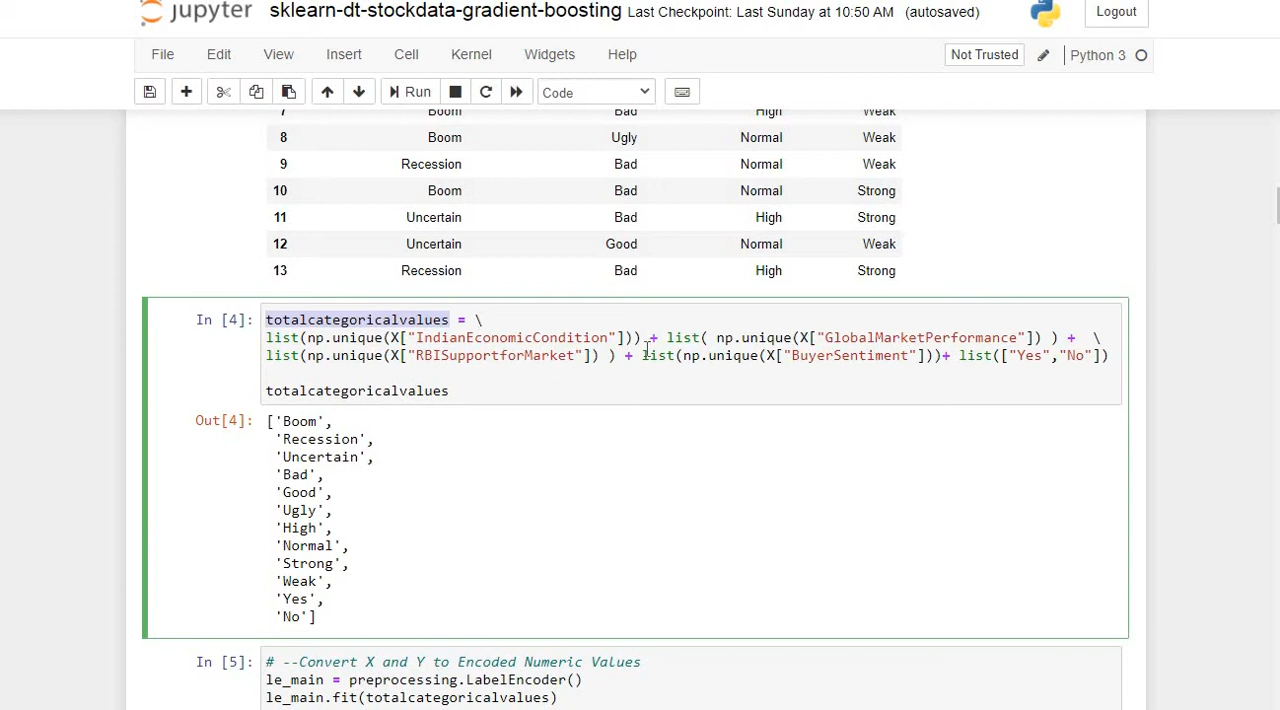 jupyter sklearn-dt-stockdata-gradient-boosting Last Checkpoint: Last Sunday at 10:50 AM (autosaved) Logout
File Edit View Insert Cell Kernel Widgets Help Not Trusted Python 3
Run Code
7 Boom Bad High Weak
8 Boom Ugly Normal Weak
9 Recession Bad Normal Weak
10 Boom Bad Normal Strong
11 Uncertain Bad High Strong
12 Uncertain Good Normal Weak
13 Recession Bad High Strong
In [4]: totalcategoricalvalues = \
list(np.unique(X["IndianEconomicCondition"])) + list( np.unique(X["GlobalMarketPerformance"]) ) + \
list(np.unique(X["RBISupportforMarket"]) ) + list(np.unique(X["BuyerSentiment"]))+ list(["Yes","No"])
totalcategoricalvalues
Out[4]: ['Boom',
'Recession',
'Uncertain',
'Bad',
'Good',
'Ugly',
'High',
'Normal',
'Strong',
'Weak',
'Yes',
'No']
In [5]: # --Convert X and Y to Encoded Numeric Values
le_main = preprocessing.LabelEncoder()
le_main.fit(totalcategoricalvalues)